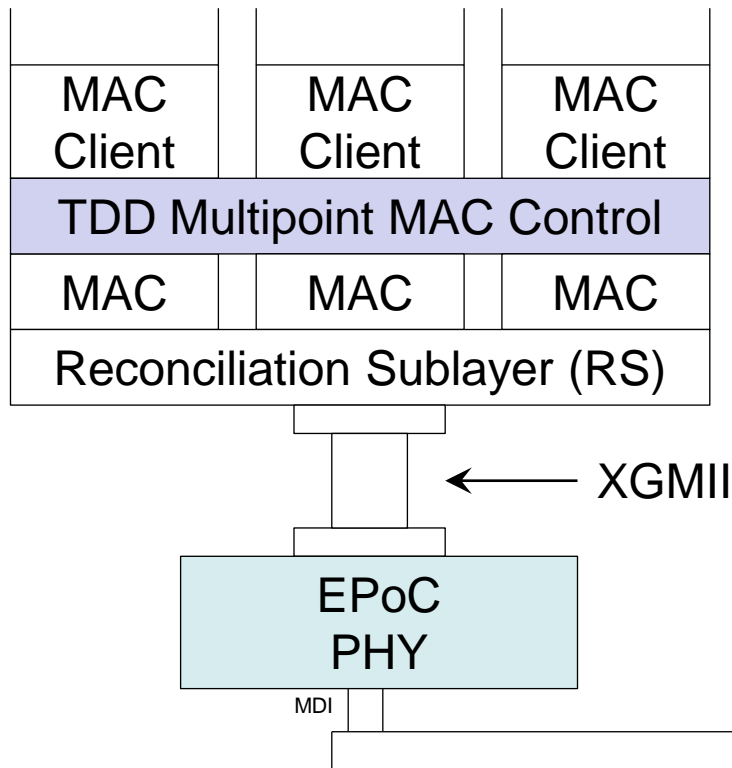 MAC MAC MAC
Client Client Client
TDD Multipoint MAC Control
MAC MAC MAC
Reconciliation Sublayer (RS)
XGMII
EPoC
PHY
MDI